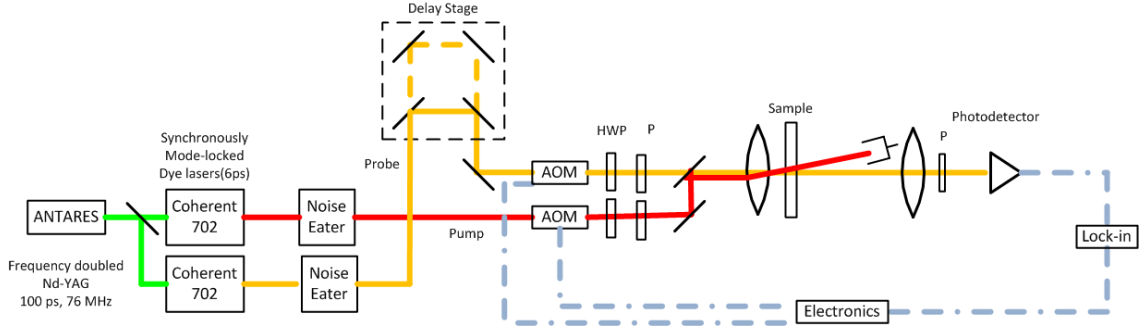 Delay Stage
Synchronously
Mode-locked
Dye lasers(6ps)
Probe
HWP
P
Sample
P
Photodetector
AOM
ANTARES
Coherent
702
Noise
Eater
Pump
AOM
Lock-in
Frequency doubled
Nd-YAG
100 ps, 76 MHz
Coherent
702
Noise
Eater
Electronics